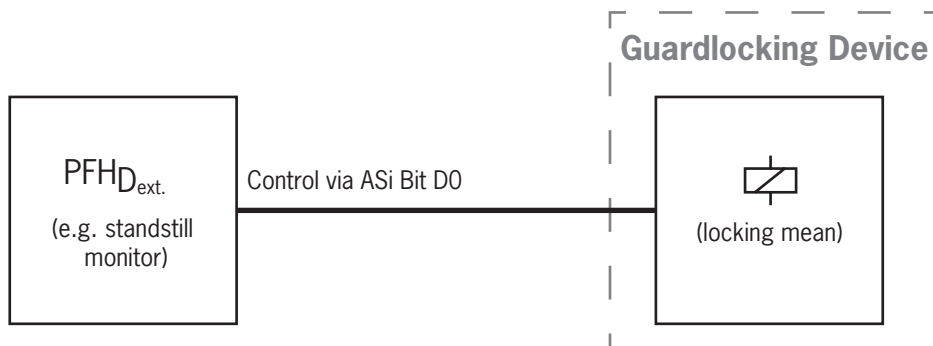 Guardlocking Device
PFHDext.
(e.g. standstill
monitor)
Control via ASi Bit D0
(locking mean)